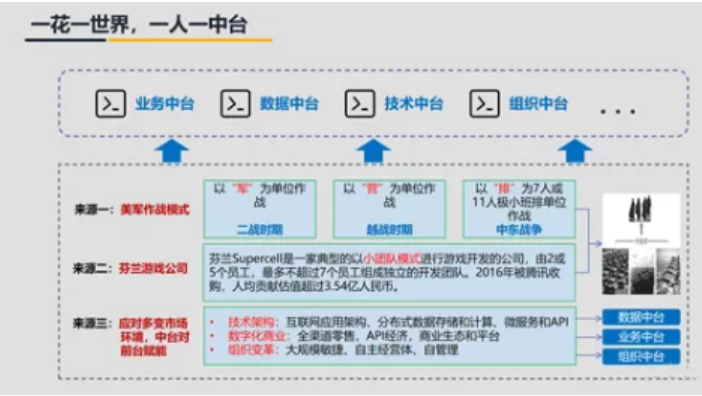 一花一世界，一人一中台
业务中台 数据中台 技术中台 组织中台 ...
来源一：美军作战模式
以“军”为单位作
战
二战时期
以“营”为单位作
战
越战时期
以“排”为7人或
11人极小班排单位
作战
中东战争
来源二：芬兰游戏公司
芬兰Supercell是一家典型的以小团队模式进行游戏开发的公司，由2或
5个员工，最多不超过7个员工组成独立的开发团队。2016年被腾讯收
购，人均贡献估值超过3.54亿人民币。
来源三：应对多变市场
环境，中台对
前台赋能
• 技术架构：互联网应用架构、分布式数据存储和计算、微服务和API
• 数字化商业：全渠道零售，API经济，商业生态和平台
• 组织变革：大规模敏捷、自主经营体、自管理
数据中台
业务中台
组织中台